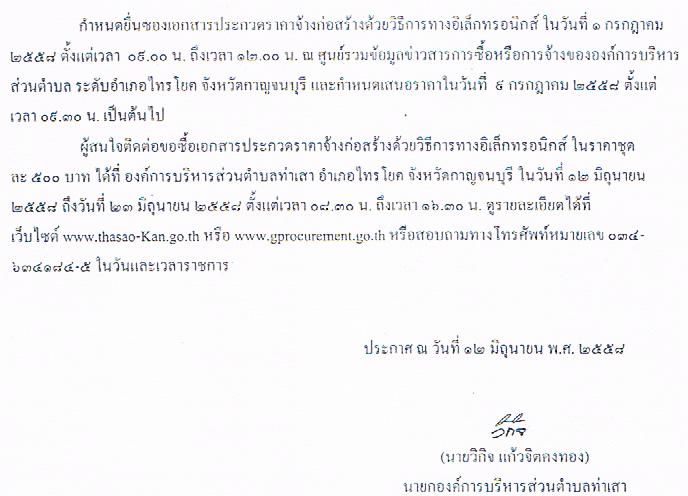 กำหนดยื่นซองเอกสารประกวดราคาจ้างก่อสร้างด้วยวิธีการทางอิเล็กทรอนิกส์ ในวันที่ ๑ กรกฎาคม
๒๕๕๘ ตั้งแต่เวลา ๐๙.๐๐ น. ถึงเวลา ๑๒.๐๐ น. ณ ศูนย์รวมข้อมูลข่าวสารการซื้อหรือการจ้างขององค์การบริหาร
ส่วนตำบล ระดับอำเภอไทรโยค จังหวัดกาญจนบุรี และกำหนดเสนอราคาในวันที่ ๙ กรกฎาคม ๒๕๕๘ ตั้งแต่
เวลา ๐๙.๓๐ น. เป็นต้นไป
ผู้สนใจติดต่อขอซื้อเอกสารประกวดราคาจ้างก่อสร้างด้วยวิธีการทางอิเล็กทรอนิกส์ ในราคาชุด
ละ ๕๐๐ บาท ได้ที่ องค์การบริหารส่วนตำบลท่าเสา อำเภอไทรโยค จังหวัดกาญจนบุรี ในวันที่ ๑๒ มิถุนายน
๒๕๕๘ ถึงวันที่ ๒๓ มิถุนายน ๒๕๕๘ ตั้งแต่เวลา ๐๘.๓๐ น. ถึงเวลา ๑๖.๓๐ น. ดูรายละเอียดได้ที่
เว็บไซต์ www.thasao-Kan.go.th หรือ www.gprocurement.go.th หรือสอบถามทางโทรศัพท์หมายเลข ๐๓๔-
๖๓๔๑๘๔-๕ ในวันและเวลาราชการ
ประกาศ ณ วันที่ ๑๒ มิถุนายน พ.ศ. ๒๕๕๘
วิกิจ
(นายวิกิจ แก้วจิตคงทอง)
นายกองค์การบริหารส่วนตำบลท่าเสา